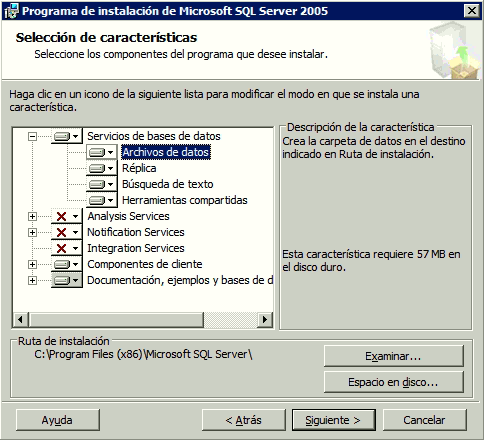 Programa de instalación de Microsoft SQL Server 2005
Selección de características
Seleccione los componentes del programa que desee instalar.
Haga clic en un icono de la siguiente lista para modificar el modo en que se instala una
característica.
Servicios de bases de datos
Archivos de datos
Réplica
Búsqueda de texto
Herramientas compartidas
Analysis Services
Notification Services
Integration Services
Componentes de cliente
Documentación, ejemplos y bases de d
Descripción de la característica
Crea la carpeta de datos en el destino
indicado en Ruta de instalación.
Esta característica requiere 57 MB en
el disco duro.
Ruta de instalación
C:\Program Files (x86)\Microsoft SQL Server\
Examinar...
Espacio en disco...
Ayuda
< Atrás
Siguiente >
Cancelar